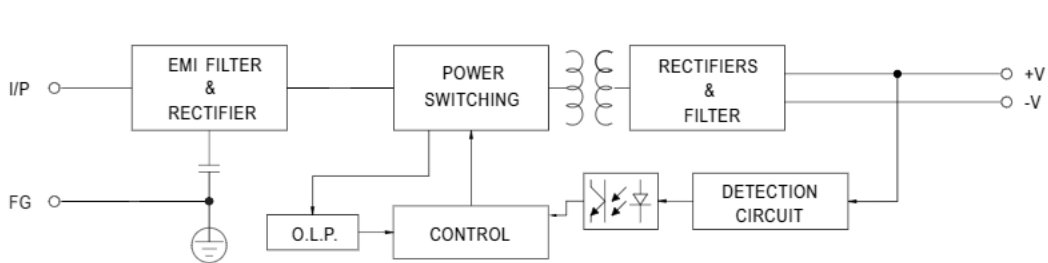 EMI FILTER
&
RECTIFIER
POWER
SWITCHING
RECTIFIERS
&
FILTER
I/P
+V
-V
FG
O.L.P.
CONTROL
DETECTION
CIRCUIT